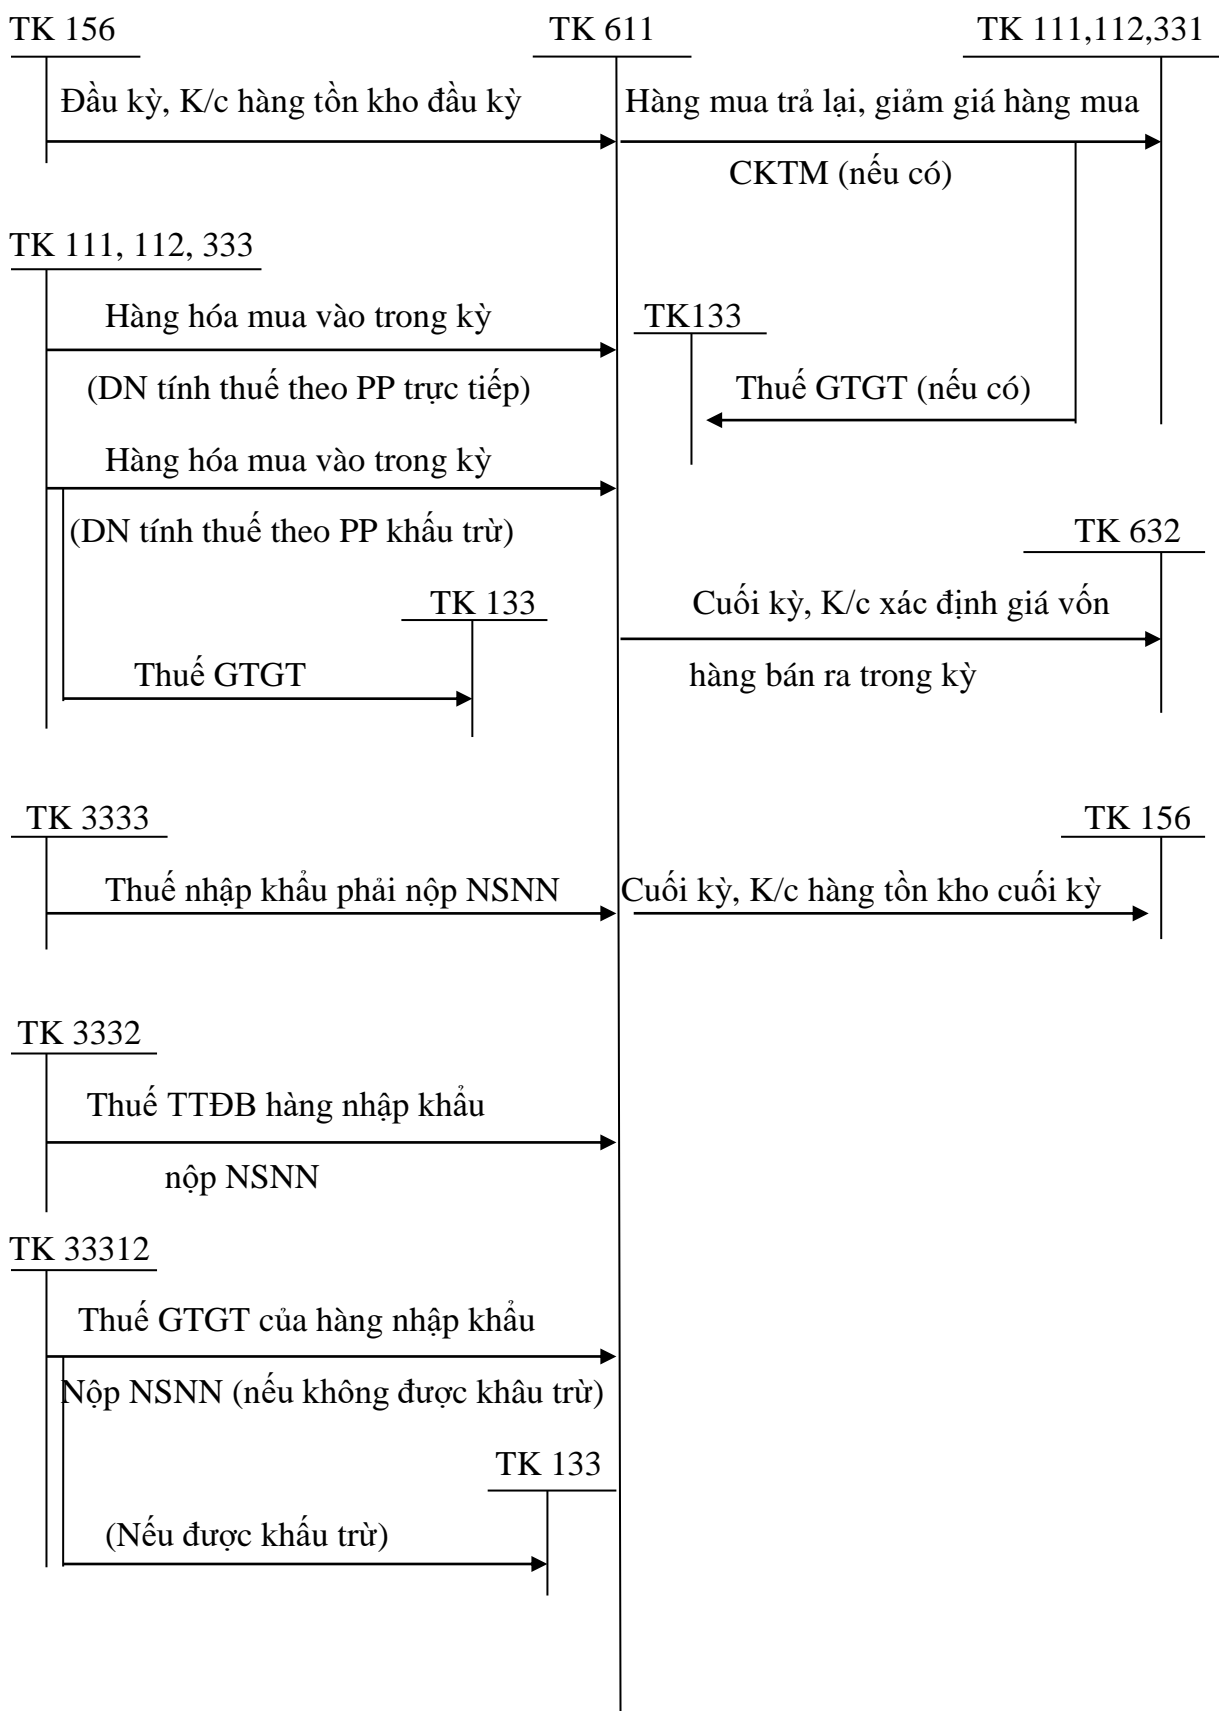 TK 156
TK 611
TK 111,112,331
Đầu kỳ, K/c hàng tồn kho đầu kỳ
Hàng mua trả lại, giảm giá hàng mua
CKTM (nếu có)
TK 111, 112, 333
Hàng hóa mua vào trong kỳ
TK133
(DN tính thuế theo PP trực tiếp)
Thuế GTGT (nếu có)
Hàng hóa mua vào trong kỳ
(DN tính thuế theo PP khấu trừ)
TK 632
TK 133
Cuối kỳ, K/c xác định giá vốn
Thuế GTGT
hàng bán ra trong kỳ
TK 3333
TK 156
Thuế nhập khẩu phải nộp NSNN
Cuối kỳ, K/c hàng tồn kho cuối kỳ
TK 3332
Thuế TTĐB hàng nhập khẩu
nộp NSNN
TK 33312
Thuế GTGT của hàng nhập khẩu
Nộp NSNN (nếu không được khâu trừ)
TK 133
(Nếu được khấu trừ)